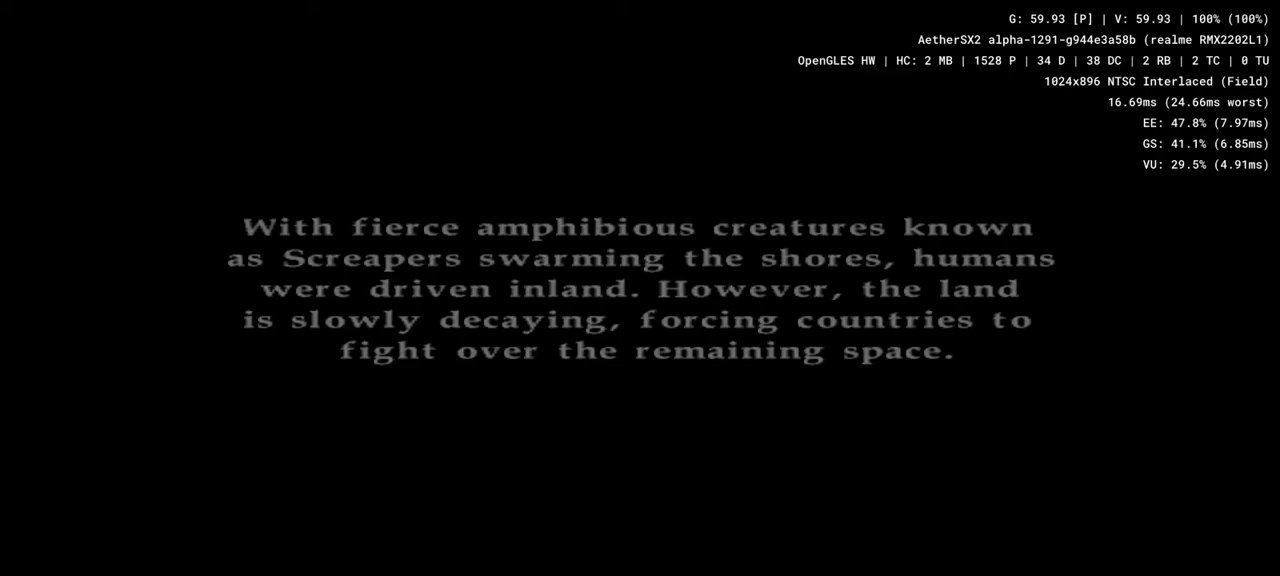 G: 59.93 [P] | V: 59.93 | 100% (100%)
AetherSX2 alpha-1291-g944e3a58b (realme RMX2202L1)
OpenGLES HW | HC: 2 MB | 1528 P | 34 D | 38 DC | 2 RB | 2 TC | 0 TU
1024x896 NTSC Interlaced (Field)
16.69ms (24.66ms worst)
EE: 47.8% (7.97ms)
GS: 41.1% (6.85ms)
VU: 29.5% (4.91ms)
With fierce amphibious creatures known
as Screapers swarming the shores, humans
were driven inland. However, the land
is slowly decaying, forcing countries to
fight over the remaining space.